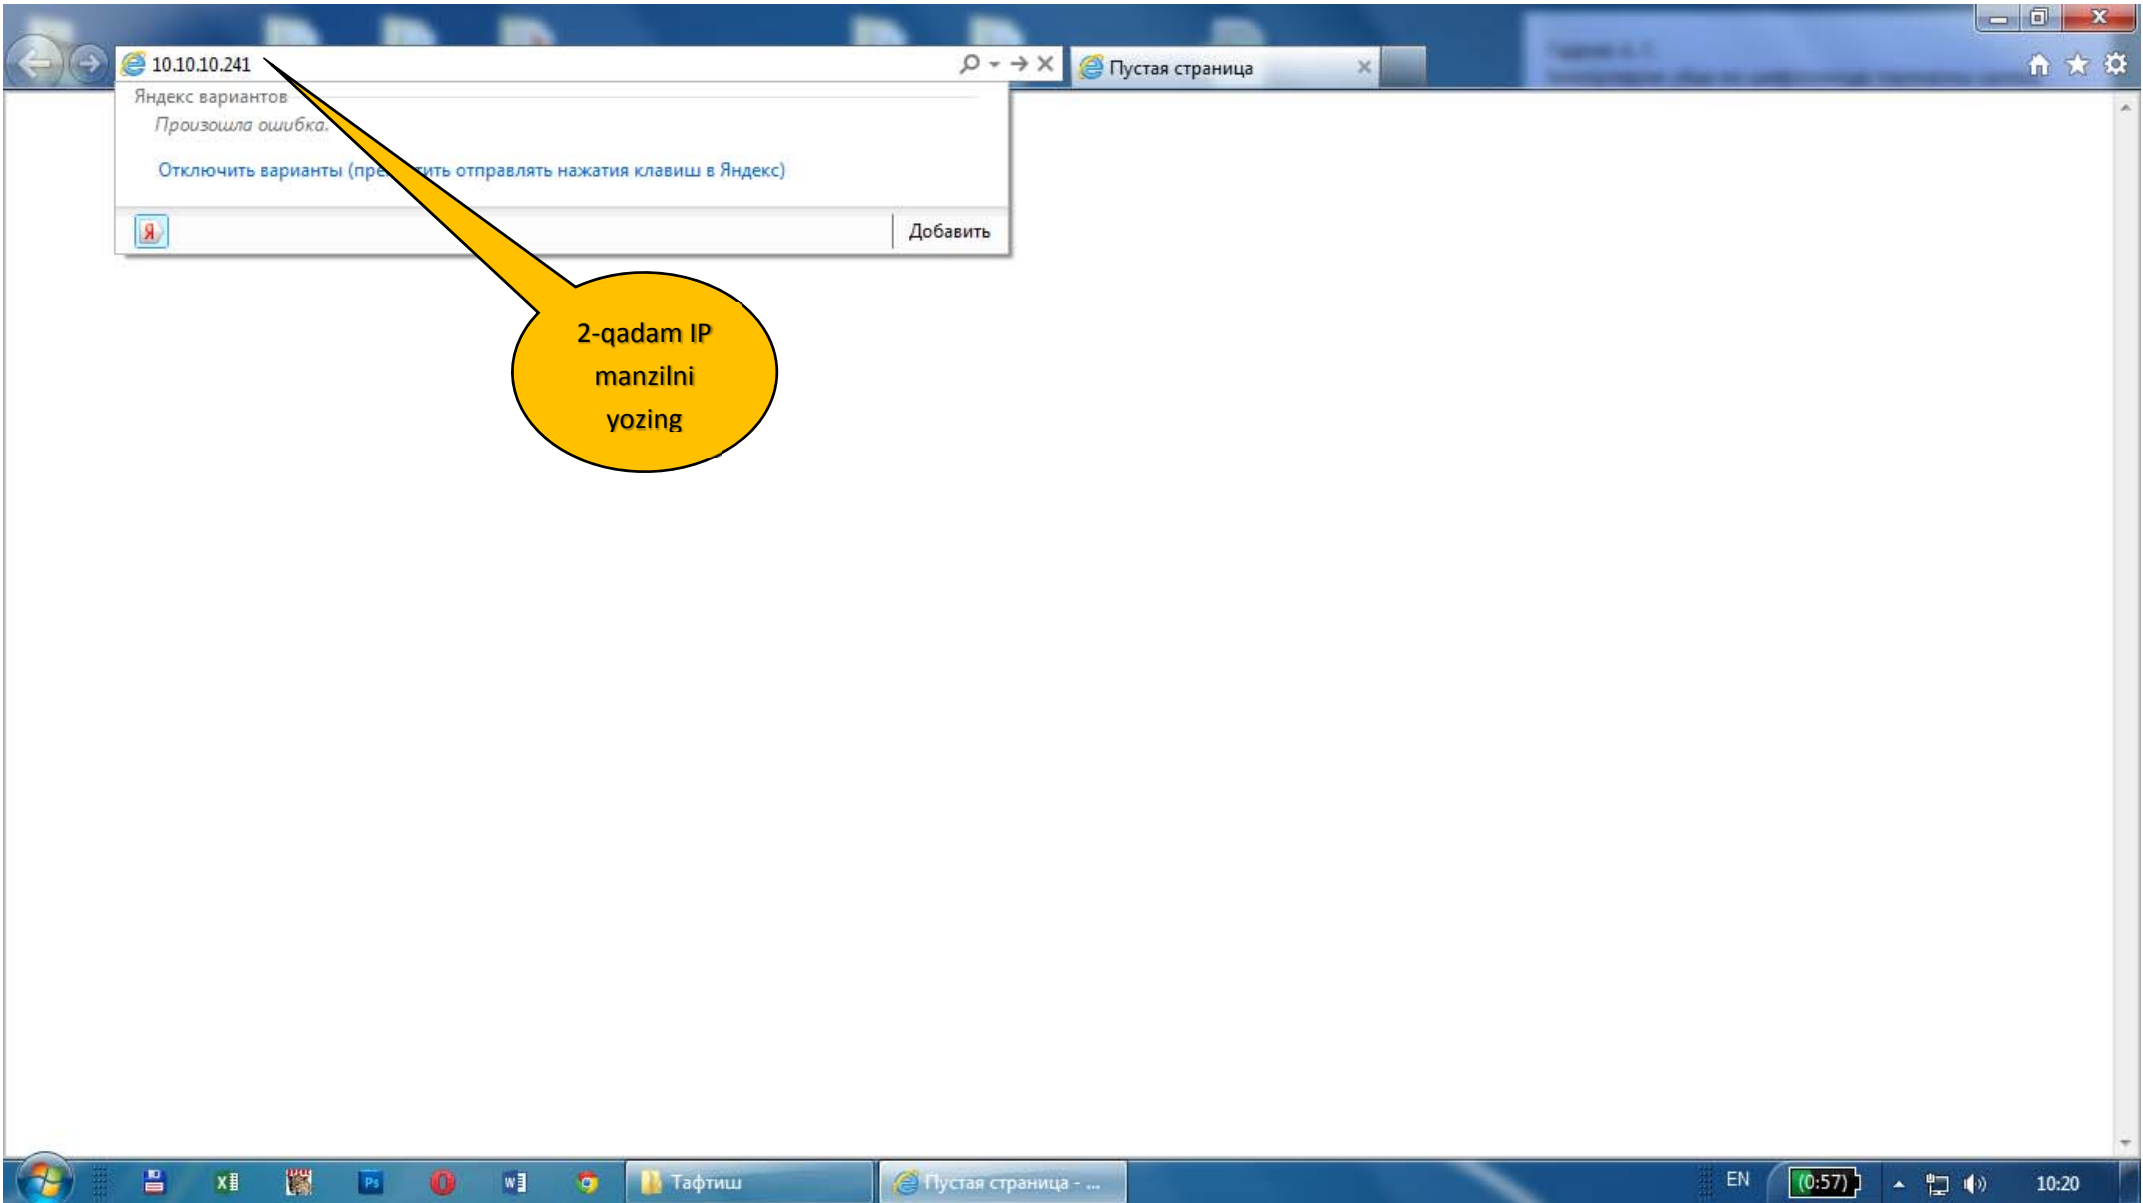 10.10.10.241
Пустая страница
Яндекс вариантов
Произошла ошибка.
Отключить варианты (пре тить отправлять нажатия клавиш в Яндекс)
Я
Добавить
2-qadam IP
manzilni
yozing
Ps
Тафтиш
Пустая страница - ...
EN
(0:57)
10:20